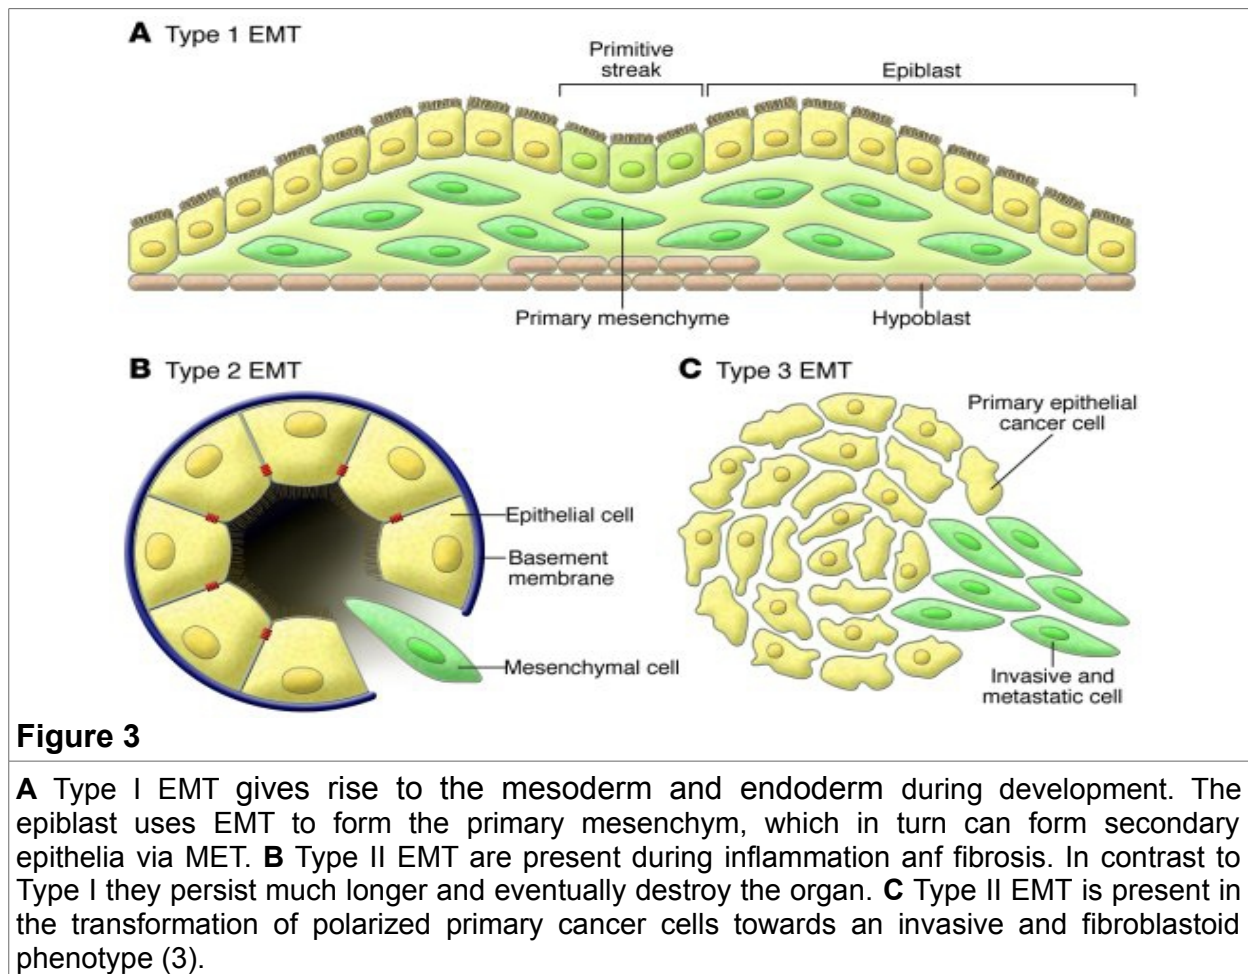 A Type 1 EMT
Primitive
streak
Epiblast
Primary mesenchyme
Hypoblast
B Type 2 EMT
Epithelial cell
Basement
membrane
Mesenchymal cell
C Type 3 EMT
Primary epithelial
cancer cell
Invasive and
metastatic cell
Figure 3
A Type I EMT gives rise to the mesoderm and endoderm during development. The
epiblast uses EMT to form the primary mesenchym, which in turn can form secondary
epithelia via MET. B Type II EMT are present during inflammation anf fibrosis. In contrast to
Type I they persist much longer and eventually destroy the organ. C Type II EMT is present in
the transformation of polarized primary cancer cells towards an invasive and fibroblastoid
phenotype (3).